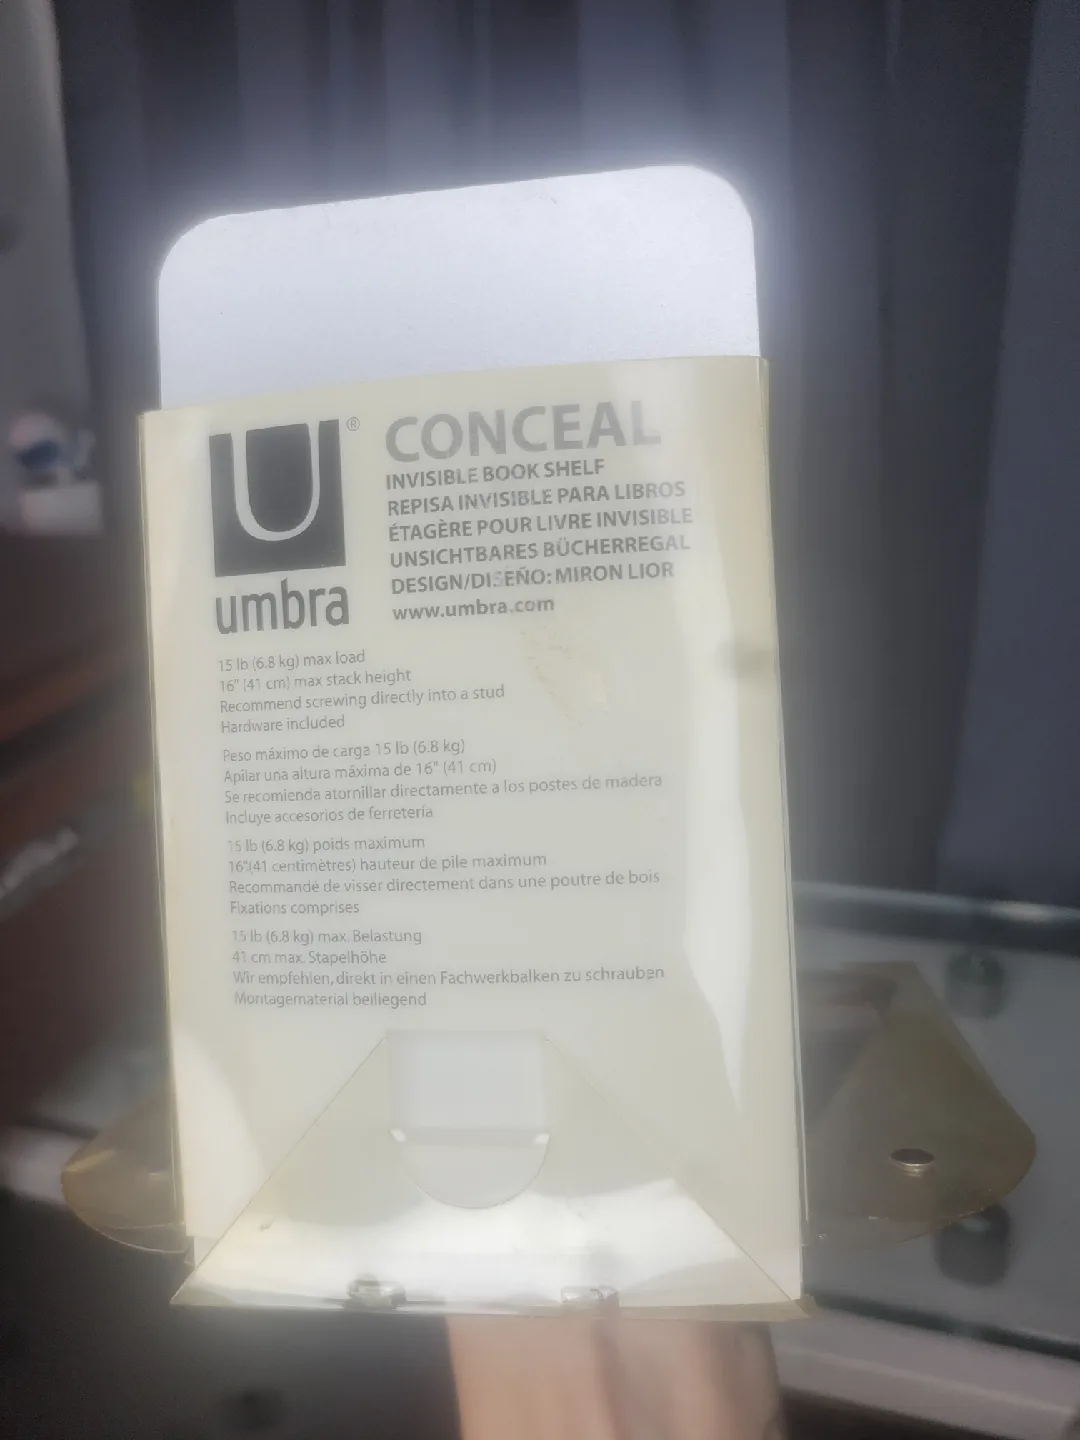 U®
umbra
CONCEAL
INVISIBLE BOOK SHELF
REPISA INVISIBLE PARA LIBROS
ÉTAGÈRE POUR LIVRE INVISIBLE
UNSICHTBARES BÜCHERREGAL
DESIGN/DISEÑO: MIRON LIOR
www.umbra.com
15 lb (6.8 kg) max load
16" (41 cm) max stack height
Recommend screwing directly into a stud
Hardware included
Peso máximo de carga 15 lb (6.8 kg)
Apilar una altura máxima de 16" (41 cm)
Se recomienda atornillar directamente a los postes de madera
Incluye accesorios de ferretería
15 lb (6.8 kg) poids maximum
16"(41 centimètres) hauteur de pile maximum
Recommandé de visser directement dans une poutre de bois
Fixations comprises
15 lb (6.8 kg) max. Belastung
41 cm max. Stapelhöhe
Wir empfehlen, direkt in einen Fachwerkbalken zu schrauben
Montagematerial beiliegend